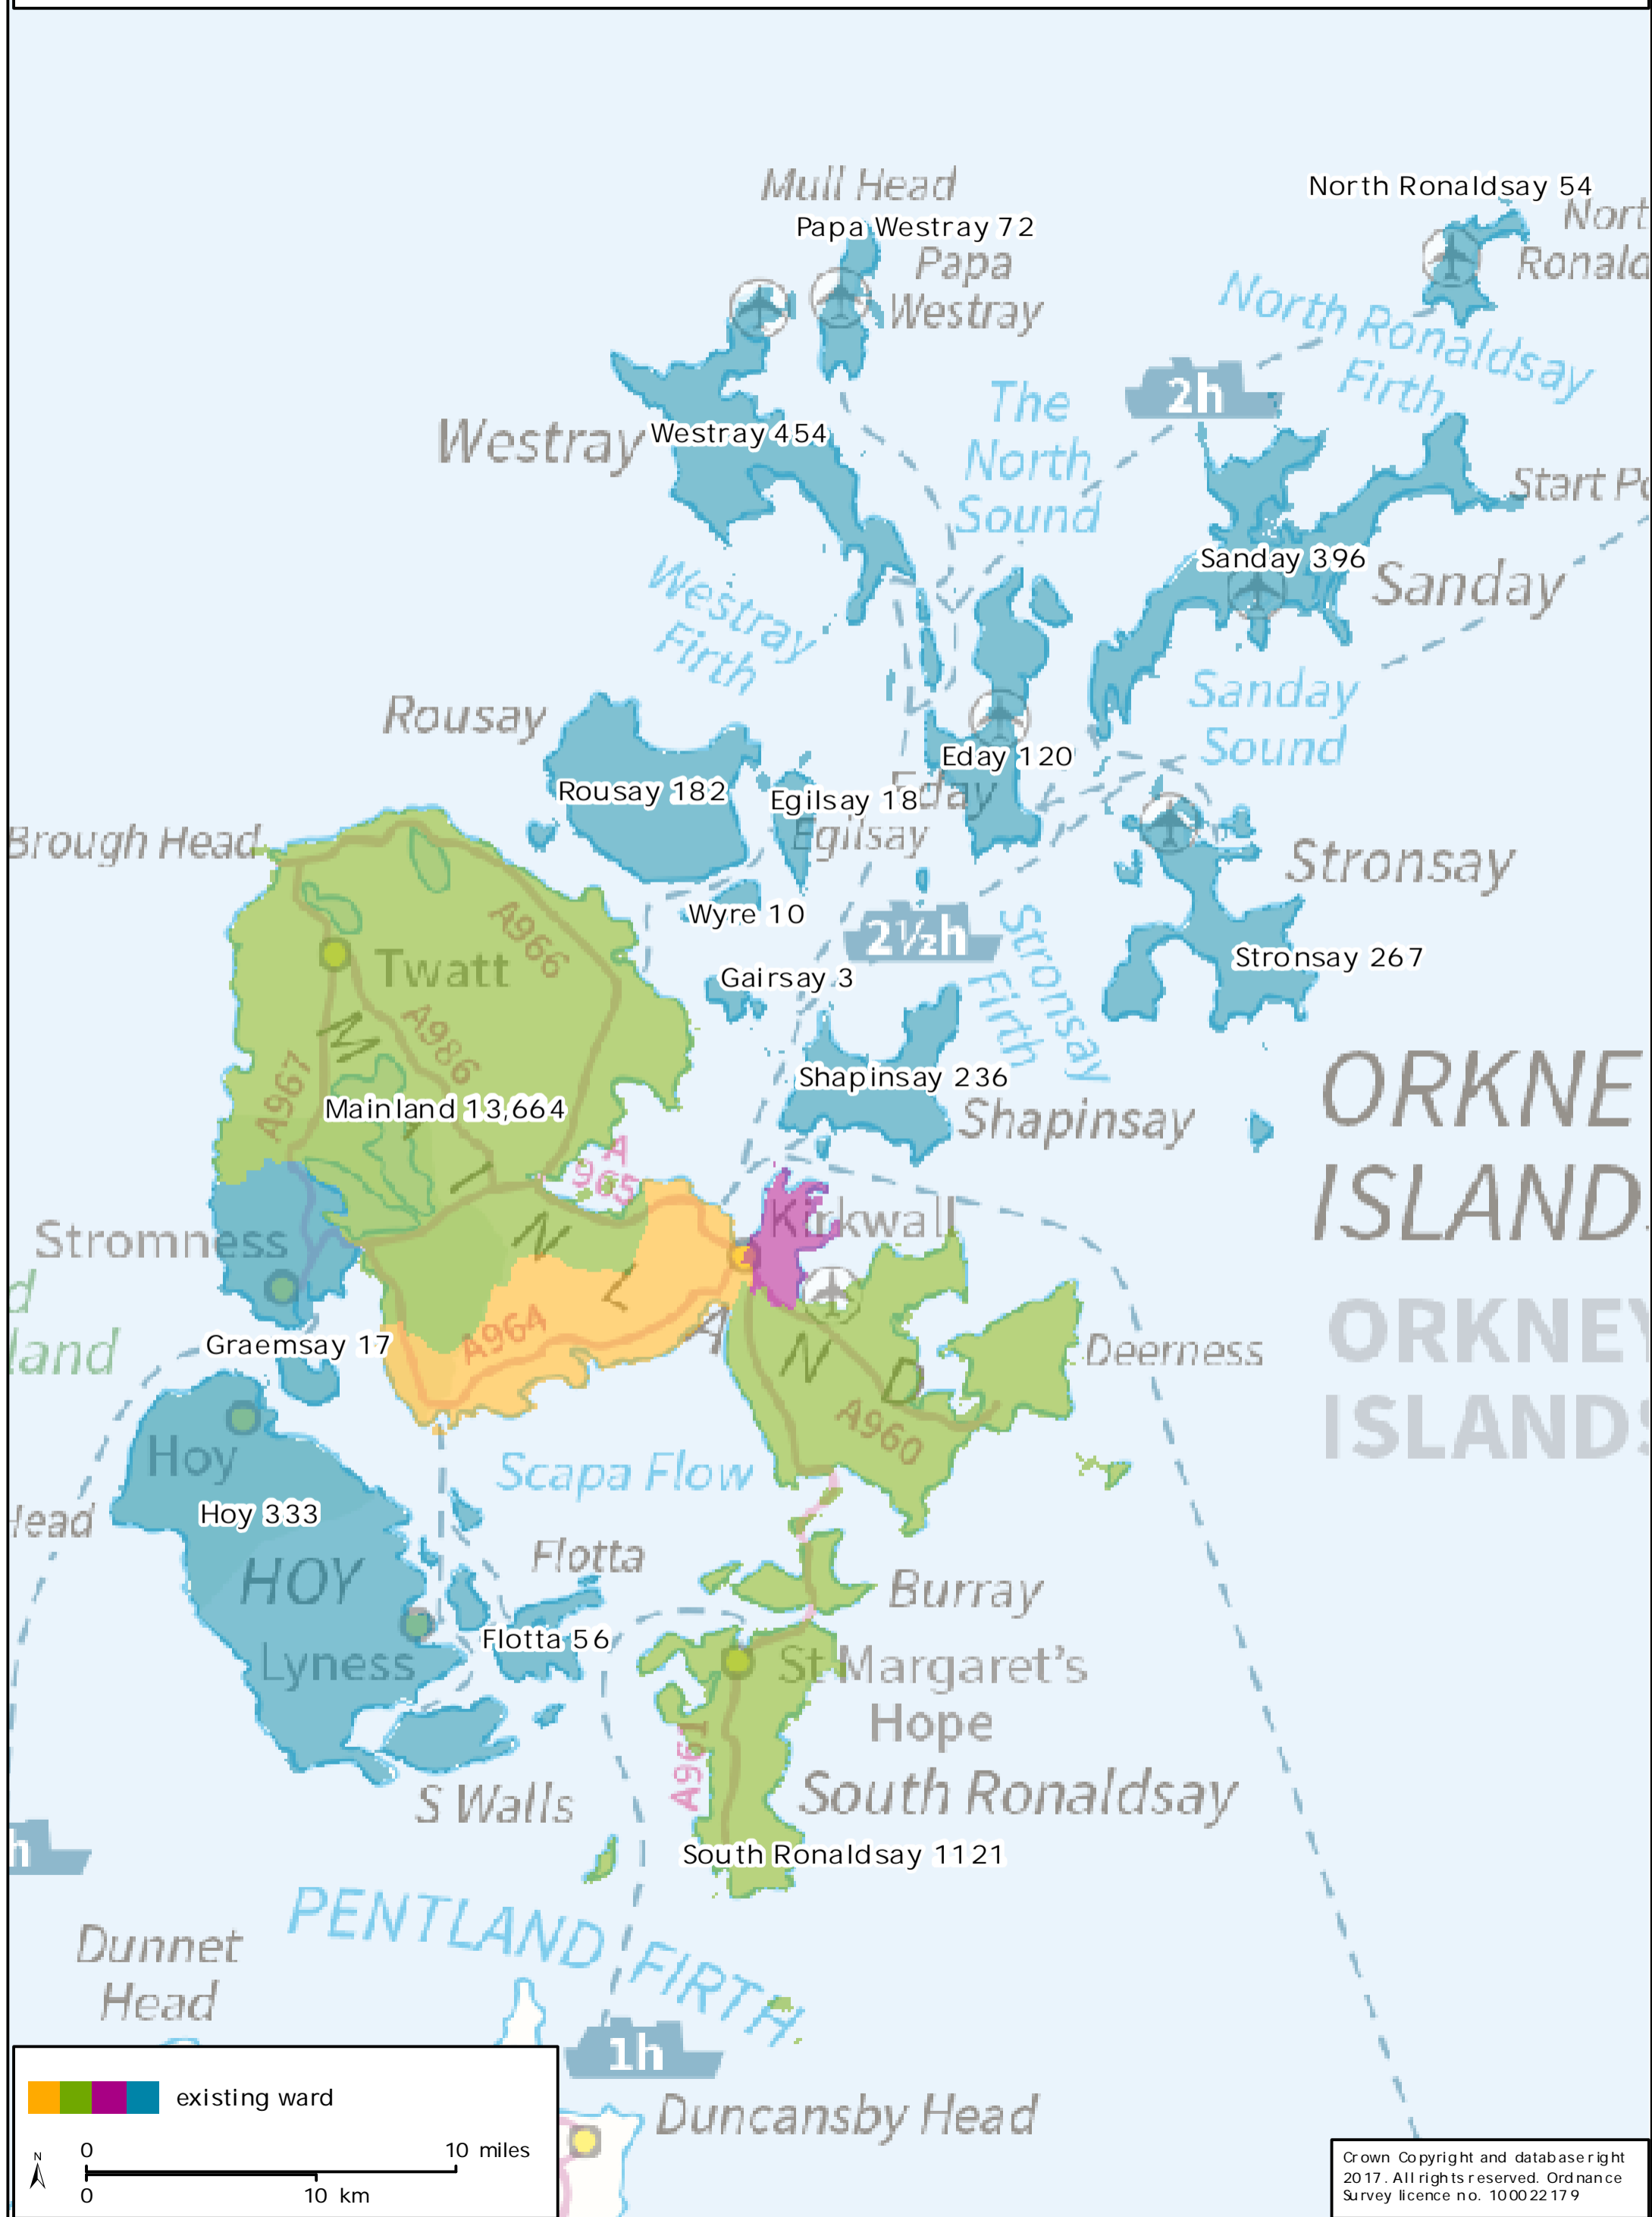 Mull Head
North Ronaldsay 54
Papa Westray 72
Nort
Papa
Westray
Ronald
North Ronaldsay
Firth
2h
The
North
Sound
Westray
Westray 454
Start Po
Sanday 396
Sanday
Westray
Firth
Sanday
Sound
Rousay
Rousay 182
Eday 120
Eday
Egilsay 18
Egilsay
Brough Head
Stronsay
Wyre 10
2½h
Stronsay
Firth
Stronsay 267
Gairsay 3
Twatt
A966
A986
A967
Shapinsay 236
Shapinsay
Mainland 13,664
MAINLAND
ORKNE
ISLAND
A
965
Kirkwall
Stromness
d
land
ORKNEY
ISLANDS
A964
Graemsay 17
Deerness
A960
Hoy
Scapa Flow
Head
Hoy 333
HOY
Flotta
Burray
Flotta 56
Lyness
St Margaret's
Hope
A961
S Walls
South Ronaldsay
h
South Ronaldsay 1121
PENTLAND FIRTH
Dunnet
Head
1h
Duncansby Head
existing ward
N
0 10 miles
0 10 km
Crown Copyright and database right
2017. All rights reserved. Ordnance
Survey licence no. 100022179